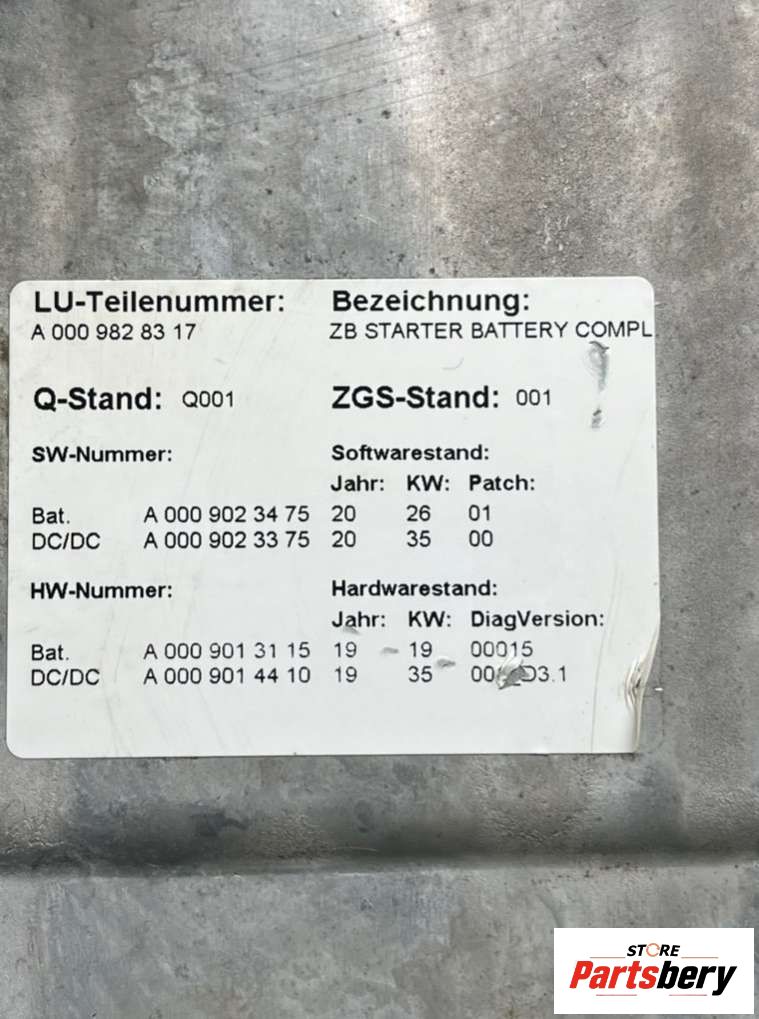 LU-Teilenummer: Bezeichnung:
A 000 982 83 17 ZB STARTER BATTERY COMPL.
Q-Stand: Q001 ZGS-Stand: 001
SW-Nummer: Softwarestand:
Jahr: KW: Patch:
Bat. A 000 902 34 75 20 26 01
DC/DC A 000 902 33 75 20 35 00
HW-Nummer: Hardwarestand:
Jahr: KW: DiagVersion:
Bat. A 000 901 31 15 19 19 00015
DC/DC A 000 901 44 10 19 35
STORE
Partsbery